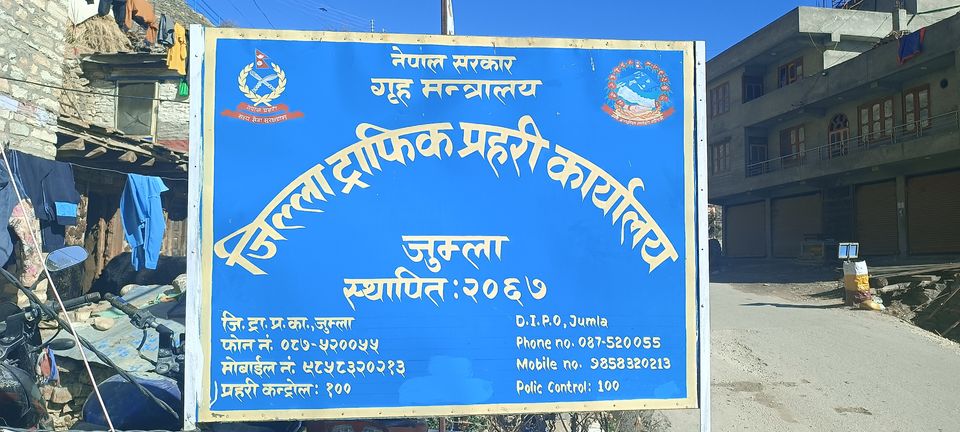 नेपाल सरकार
गृह मन्त्रालय
जिल्ला ट्राफिक प्रहरी कार्यालय
जुम्ला
स्थापित : २०६७
जि. ट्रा. प्र. का., जुम्ला
फोन नं. ०८७-५२००५५
मोबाईल नं. ९८५८३२०२१३
प्रहरी कन्ट्रोल: १००
D.I.P.O, Jumla
Phone no. 087-520055
Mobile no. 9858320213
Polic Control: 100